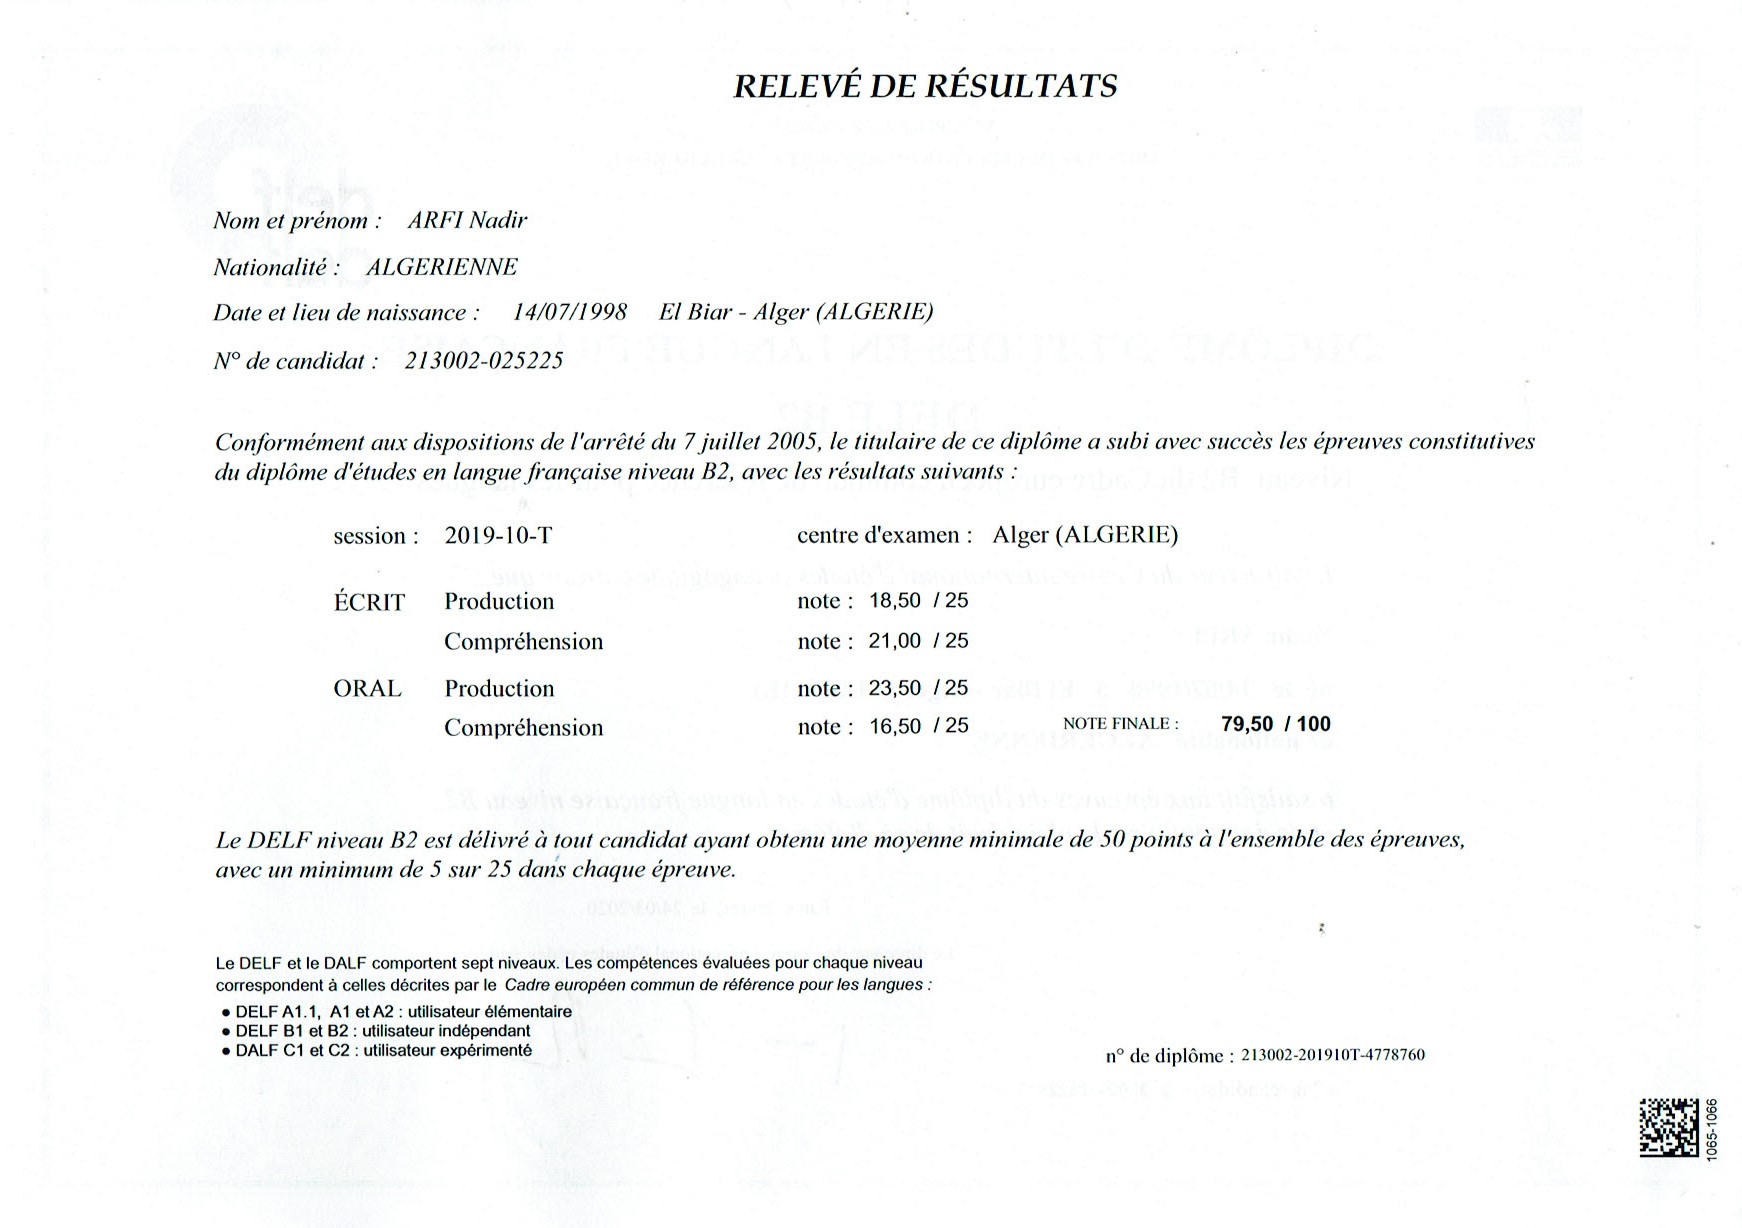 RELEVÉ DE RÉSULTATS
Nom et prénom : ARFI Nadir
Nationalité : ALGERIENNE
Date et lieu de naissance : 14/07/1998 El Biar - Alger (ALGERIE)
N° de candidat : 213002-025225
Conformément aux dispositions de l'arrêté du 7 juillet 2005, le titulaire de ce diplôme a subi avec succès les épreuves constitutives
du diplôme d'études en langue française niveau B2, avec les résultats suivants :
session : 2019-10-T centre d'examen : Alger (ALGERIE)
ÉCRIT Production note : 18,50 / 25
Compréhension note : 21,00 / 25
ORAL Production note : 23,50 / 25
Compréhension note : 16,50 / 25 NOTE FINALE : 79,50 / 100
Le DELF niveau B2 est délivré à tout candidat ayant obtenu une moyenne minimale de 50 points à l'ensemble des épreuves,
avec un minimum de 5 sur 25 dans chaque épreuve.
Le DELF et le DALF comportent sept niveaux. Les compétences évaluées pour chaque niveau
correspondent à celles décrites par le Cadre européen commun de référence pour les langues :
● DELF A1.1, A1 et A2 : utilisateur élémentaire
● DELF B1 et B2 : utilisateur indépendant
● DALF C1 et C2 : utilisateur expérimenté
n° de diplôme : 213002-201910T-4778760
1065-1066